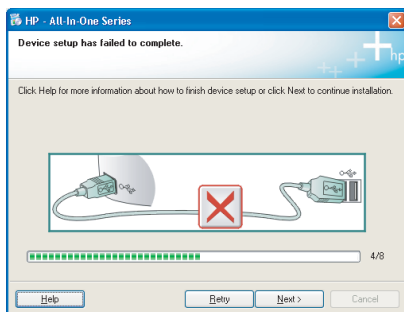 HP - All-In-One Series
Device setup has failed to complete.
hp
Click Help for more information about how to finish device setup or click Next to continue installation.
4/8
Help
Retry
Next >
Cancel